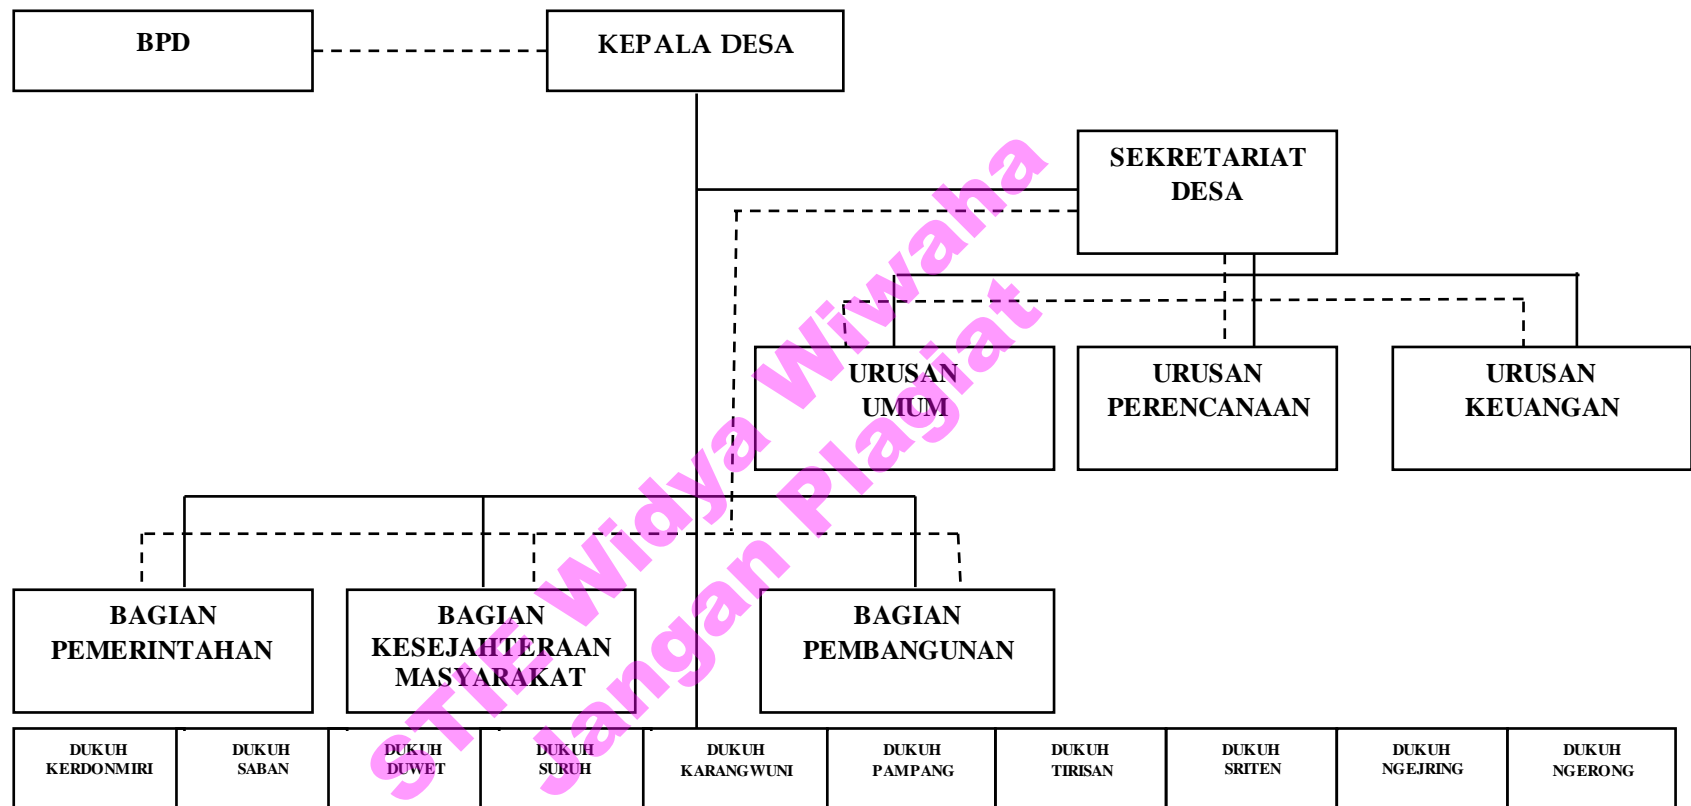 BPD
KEPALA DESA
SEKRETARIAT
DESA
URUSAN
UMUM
URUSAN
PERENCANAAN
URUSAN
KEUANGAN
BAGIAN
PEMERINTAHAN
BAGIAN
KESEJAHTERAAN
MASYARAKAT
BAGIAN
PEMBANGUNAN
DUKUH
KERDONMIRI
DUKUH
SABAN
DUKUH
DUWET
DUKUH
SURUH
DUKUH
KARANGWUNI
DUKUH
PAMPANG
DUKUH
TIRISAN
DUKUH
SRITEN
DUKUH
NGEJRING
DUKUH
NGERONG
STIE Widya Wiwaha
Jangan Plagiat